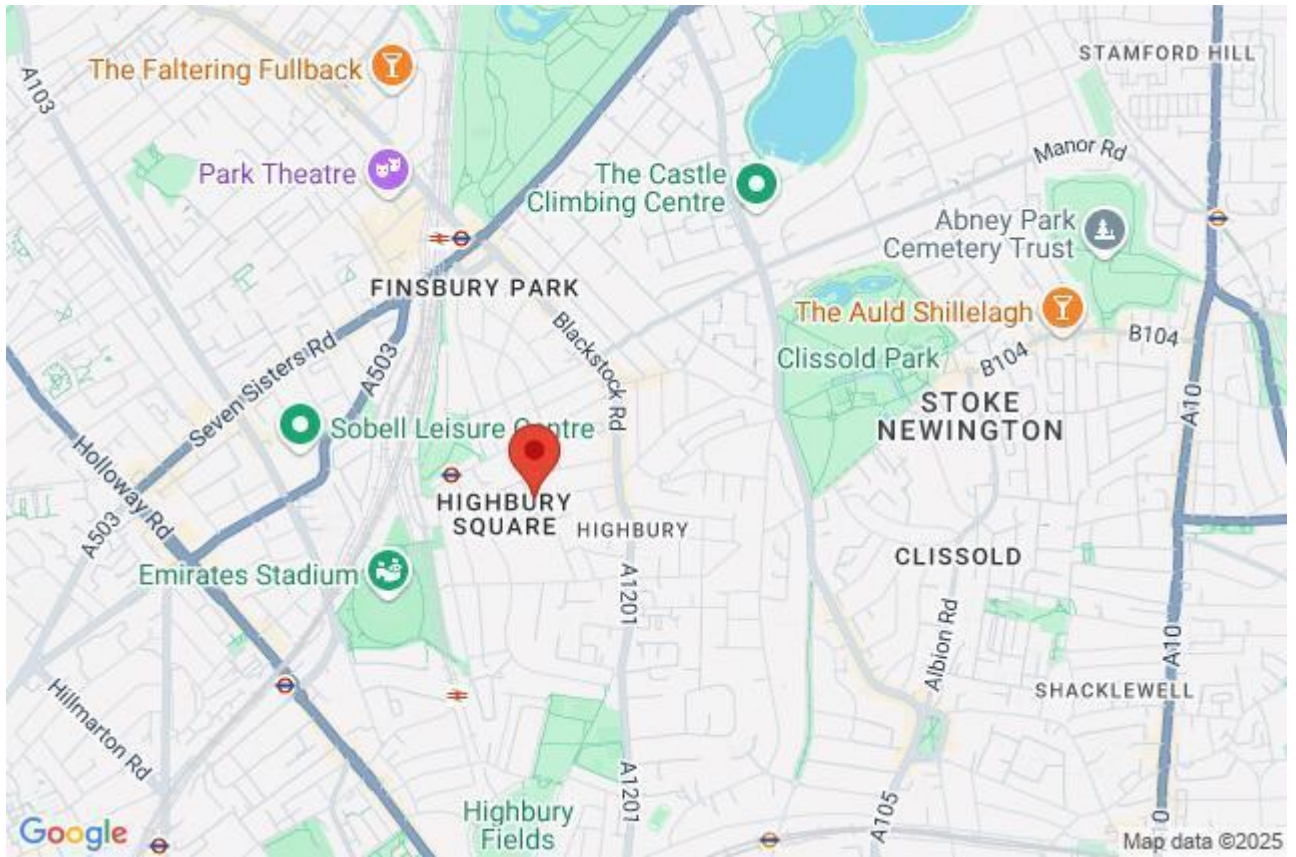 STAMFORD HILL
The Faltering Fullback
A103
Manor Rd
Park Theatre
The Castle
Climbing Centre
Abney Park
Cemetery Trust
FINSBURY PARK
The Auld Shillelagh
B104
B104
Blackstock Rd
Clissold Park
Seven Sisters Rd
A503
STOKE
NEWINGTON
A10
Sobell Leisure Centre
Holloway Rd
HIGHBURY
SQUARE
HIGHBURY
A503
CLISSOLD
Emirates Stadium
A1201
Albion Rd
A10
SHACKLEWELL
Hillmarton Rd
A1201
Highbury
Fields
A105
Google
Map data ©2025